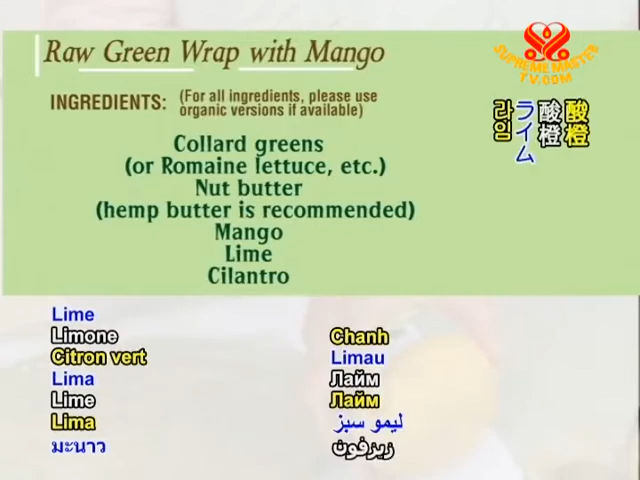 Raw Green Wrap with Mango
SUPREME MASTER
TV.COM
INGREDIENTS: (For all ingredients, please use
organic versions if available)
Collard greens
(or Romaine lettuce, etc.)
Nut butter
(hemp butter is recommended)
Mango
Lime
Cilantro
酸橙
酸橙
ライム
라임
Lime
Limone
Citron vert
Lima
Lime
Lima
มะนาว
Chanh
Limau
Лайм
Лайм
ليمو سبز
زيزفون